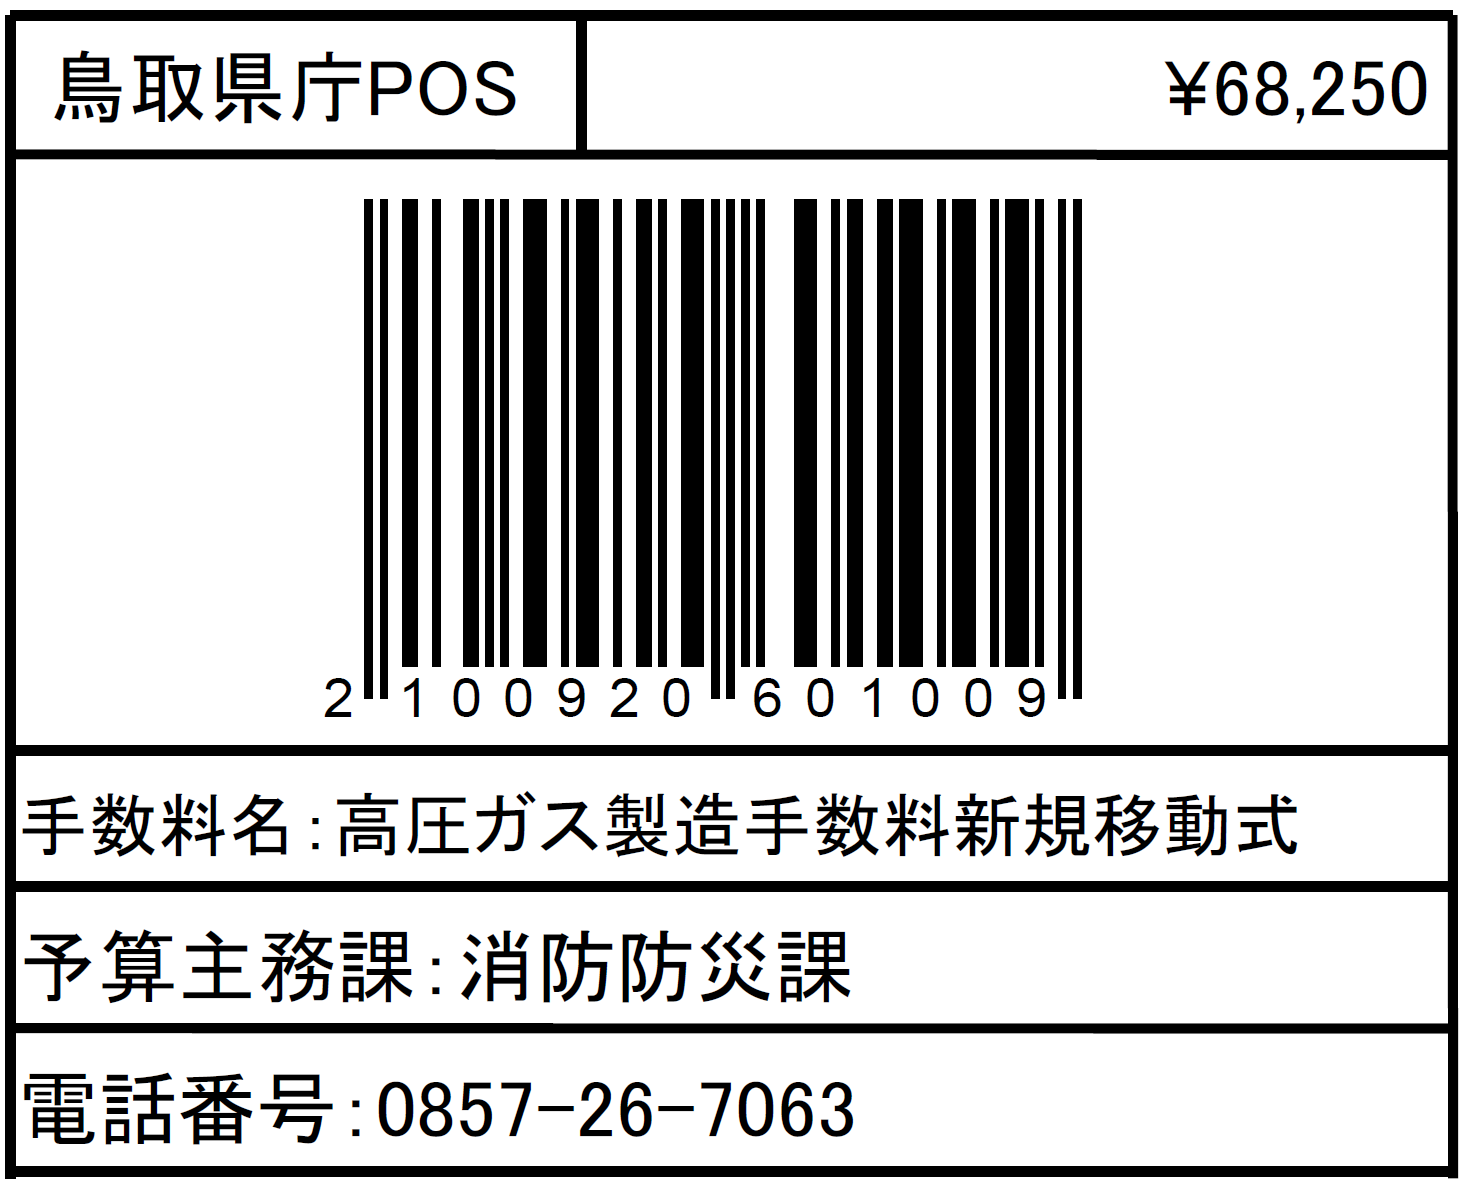 鳥取県庁POS
¥68,250
2 100920 601009
手数料名:高圧ガス製造手数料新規移動式
予算主務課:消防防災課
電話番号:0857-26-7063